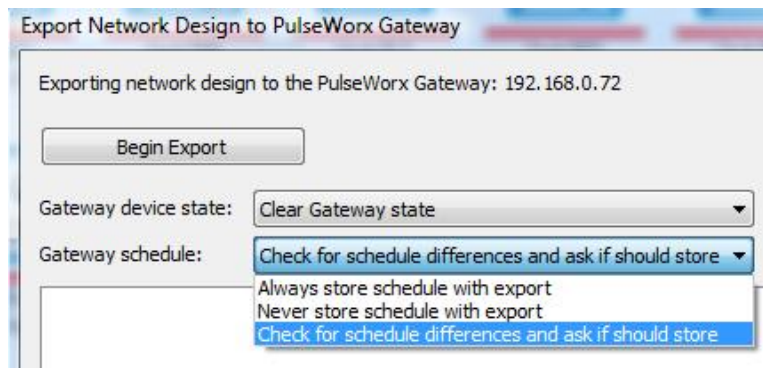 Export Network Design to PulseWorx Gateway
Exporting network design to the PulseWorx Gateway: 192.168.0.72
Begin Export
Gateway device state: Clear Gateway state
Gateway schedule: Check for schedule differences and ask if should store
Always store schedule with export
Never store schedule with export
Check for schedule differences and ask if should store